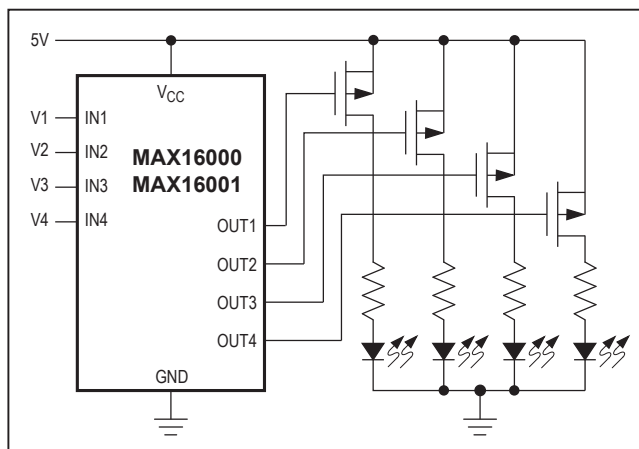 5V
VCC
V1 IN1
V2 IN2
MAX16000
V3 IN3
MAX16001
V4 IN4
OUT1
OUT2
OUT3
OUT4
GND